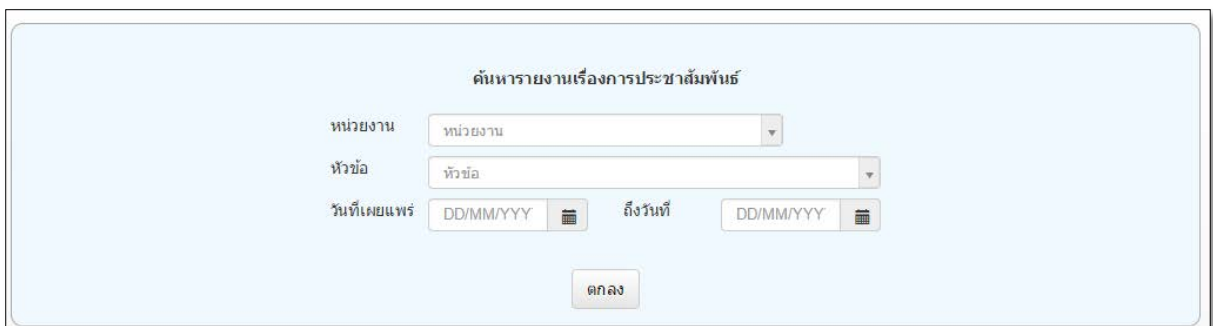 ค้นหารายงานเรื่องการประชาสัมพันธ์
หน่วยงาน หน่วยงาน
หัวข้อ หัวข้อ
วันที่เผยแพร่ DD/MM/YYY ถึงวันที่ DD/MM/YYY
ตกลง